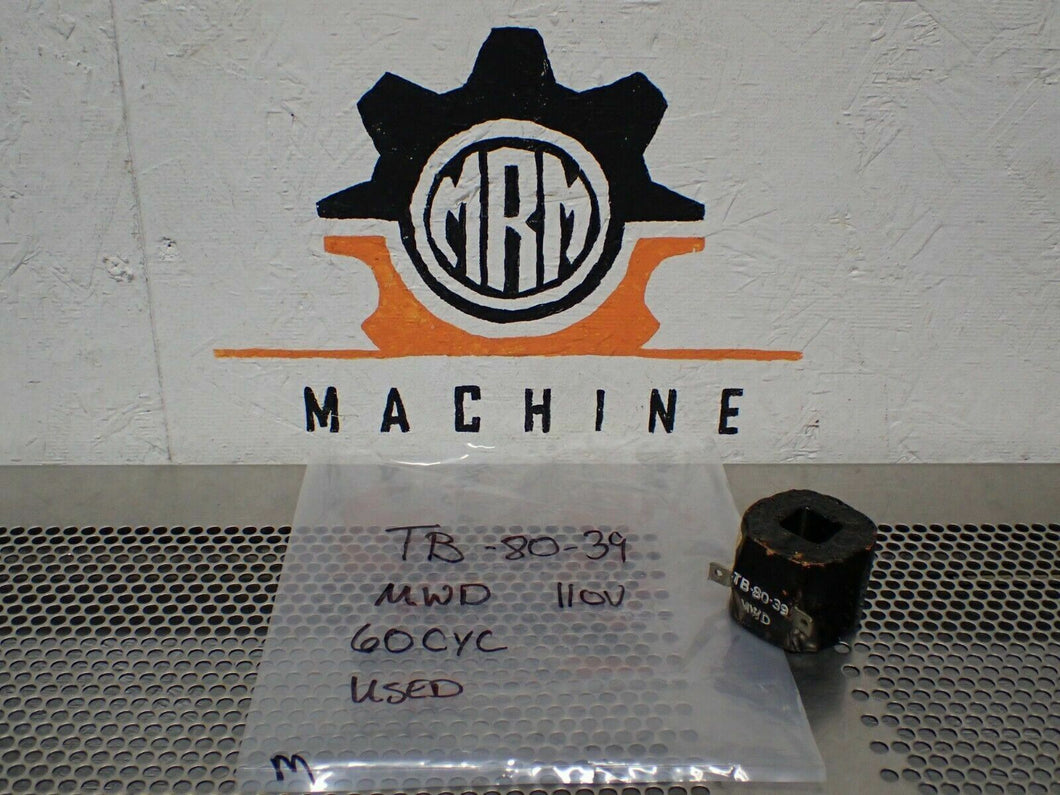 MRM
MACHINE
TB-80-39
MWD 110V
60CYC
USED
M
TB-80-39
MWD